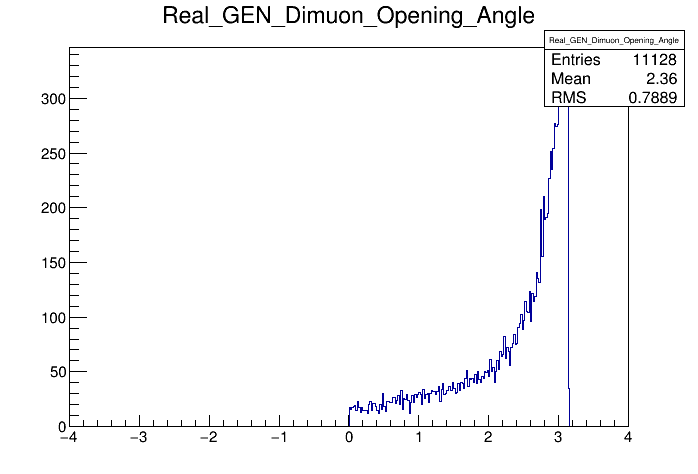 Real_GEN_Dimuon_Opening_Angle
Real_GEN_Dimuon_Opening_Angle
Entries 11128
Mean 2.36
RMS 0.7889
300
250
200
150
100
50
0
−4 −3 −2 −1 0 1 2 3 4